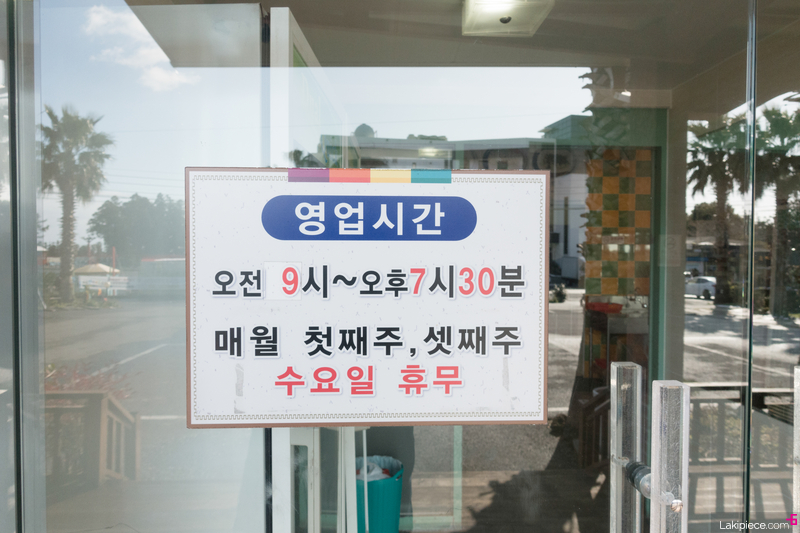 영업시간
오전 9시~오후7시30분
매월 첫째주,셋째주
수요일 휴무
Lakipiece.com